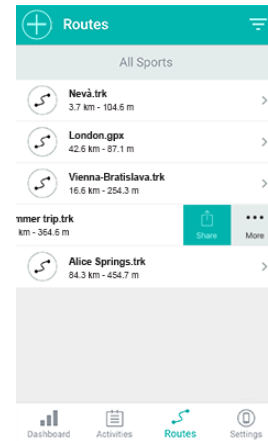 Routes
All Sports
Nevà.trk
3.7 km - 104.6 m
London.gpx
42.6 km - 87.1 m
Vienna-Bratislava.trk
16.6 km - 254.3 m
mmer trip.trk
km - 364.6 m
Share
More
Alice Springs.trk
84.3 km - 454.7 m
Dashboard Activities Routes Settings